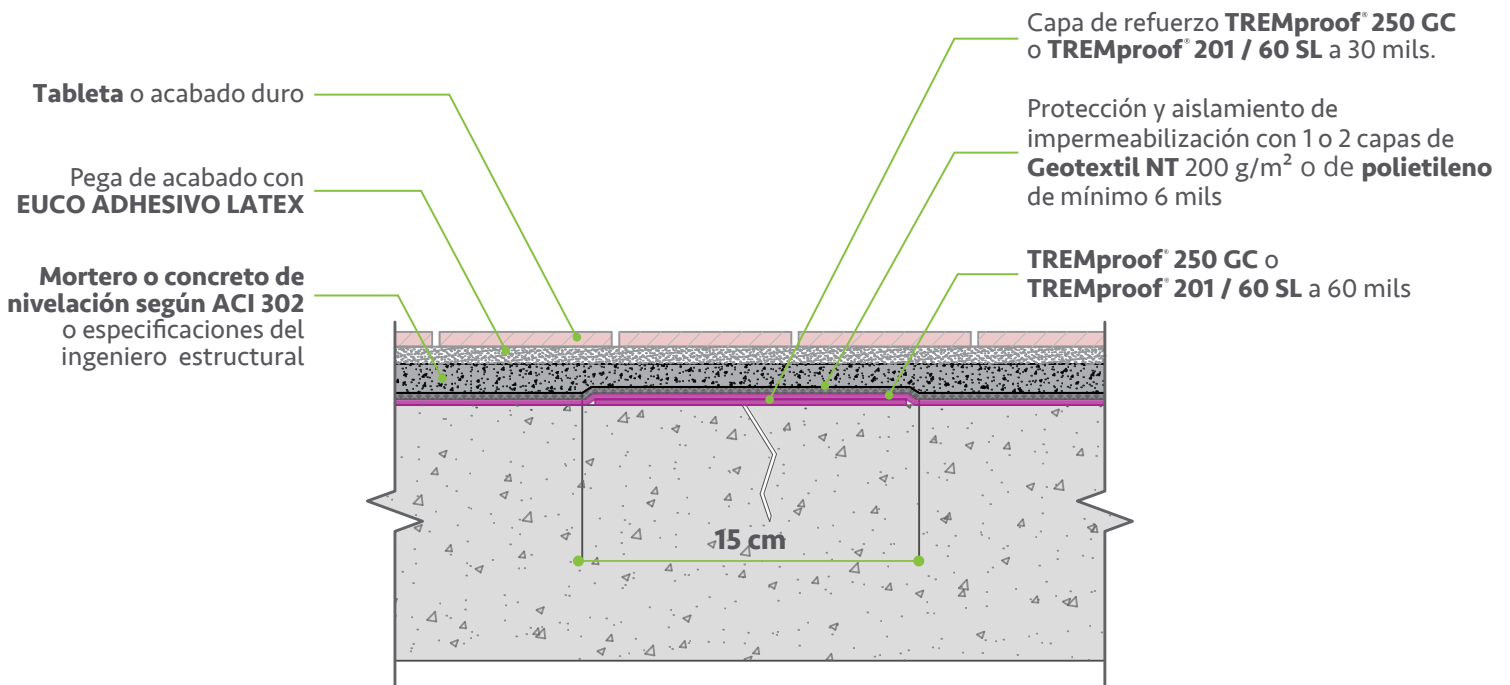 Tableta o acabado duro
Pega de acabado con
EUCO ADHESIVO LATEX
Mortero o concreto de
nivelación según ACI 302
o especificaciones del
ingeniero estructural
Capa de refuerzo TREMproof® 250 GC
o TREMproof® 201 / 60 SL a 30 mils.
Protección y aislamiento de
impermeabilización con 1 o 2 capas de
Geotextil NT 200 g/m² o de polietileno
de mínimo 6 mils
TREMproof® 250 GC o
TREMproof® 201 / 60 SL a 60 mils
15 cm